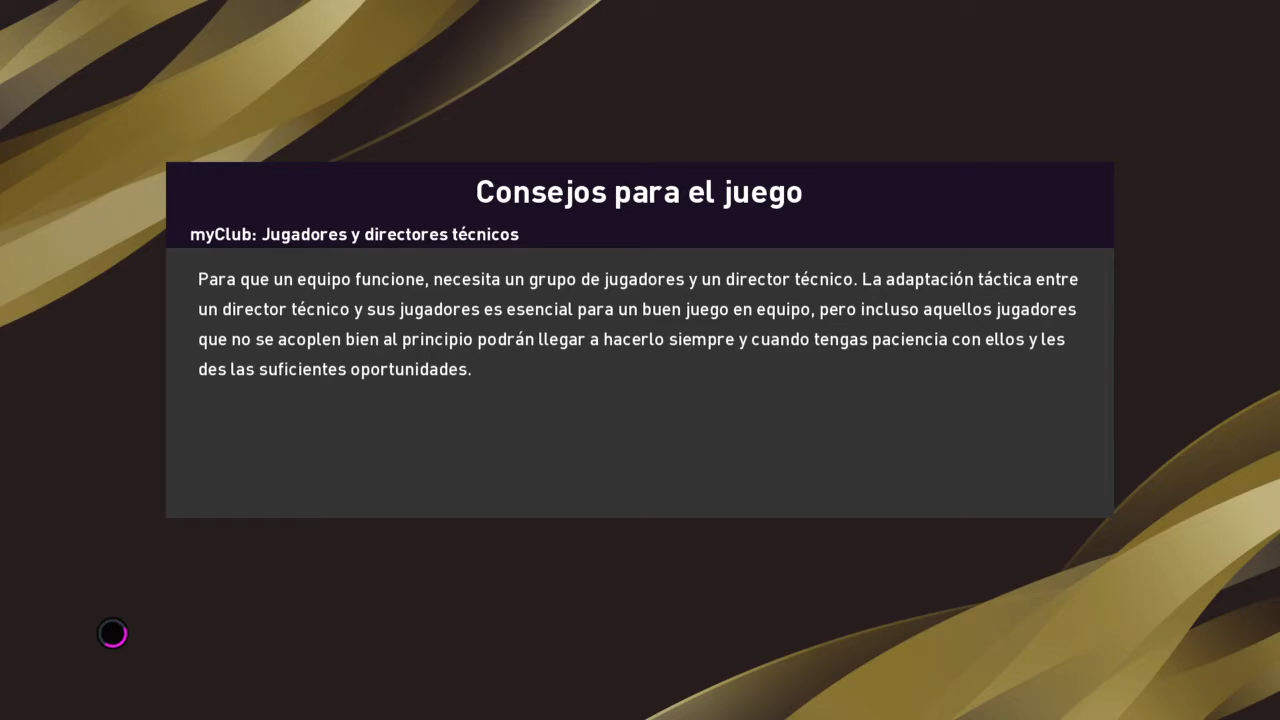 Consejos para el juego
myClub: Jugadores y directores técnicos
Para que un equipo funcione, necesita un grupo de jugadores y un director técnico. La adaptación táctica entre
un director técnico y sus jugadores es esencial para un buen juego en equipo, pero incluso aquellos jugadores
que no se acoplen bien al principio podrán llegar a hacerlo siempre y cuando tengas paciencia con ellos y les
des las suficientes oportunidades.